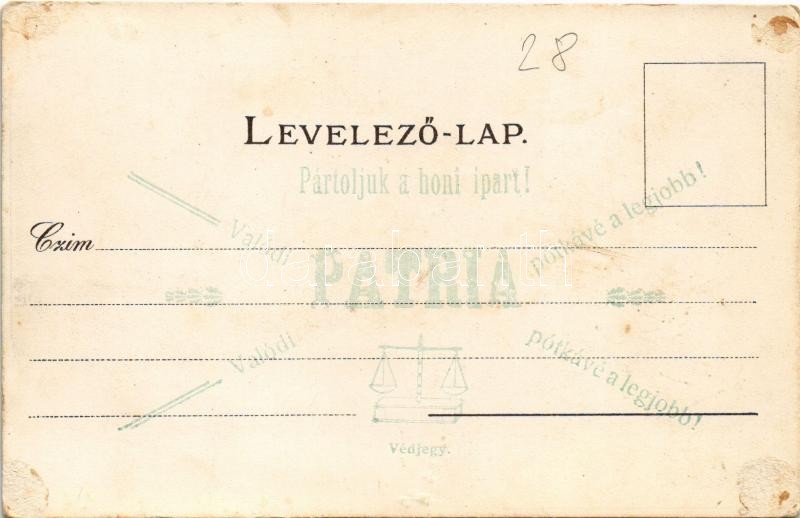 28
LEVELEZŐ-LAP.
Pártoljuk a honi ipart!
Valódi
pótkávé a legjobb!
Czim
PATRIA
Valódi
pótkávé a legjobb!
Védjegy.